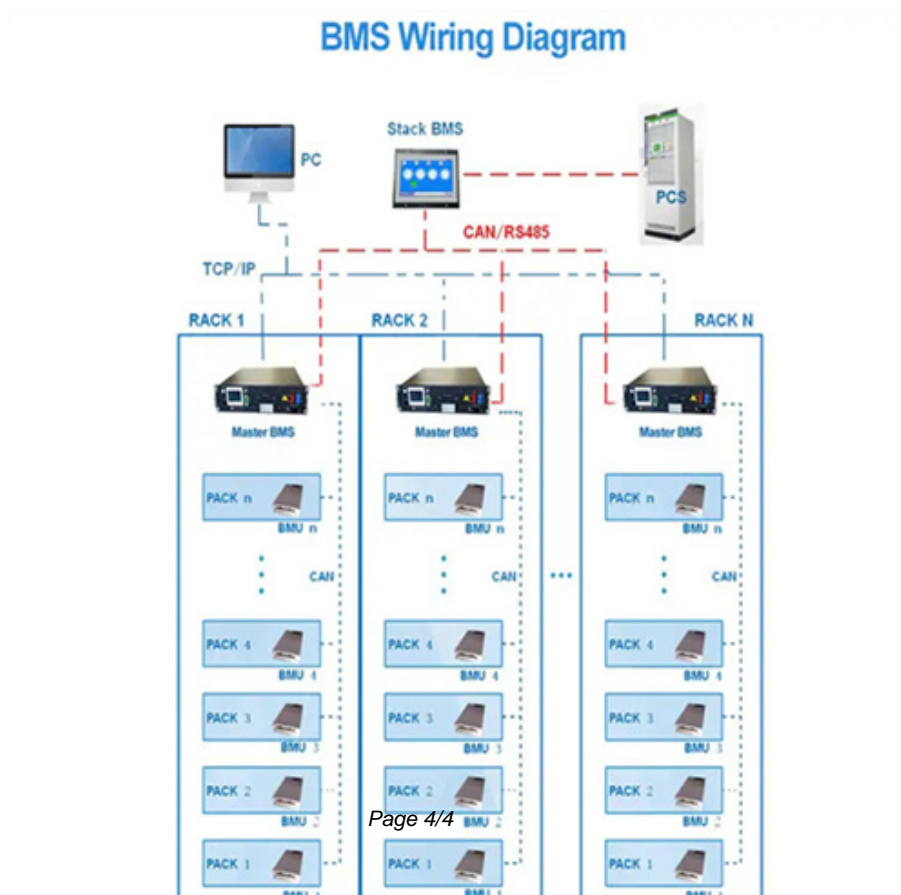 BMS Wiring Diagram
Stack BMS
PC
PCS
CAN/RS485
TCP/IP
RACK 1
RACK 2
RACK N
Master BMS
Master BMS
Master BMS
PACK n
BMU n
PACK n
BMU n
PACK n
BMU n
CAN
CAN
...
CAN
PACK 4
BMU 4
PACK 4
BMU 4
PACK 4
BMU 4
PACK 3
BMU 3
PACK 3
BMU 3
PACK 3
BMU 3
PACK 2
BMU 2
PACK 2
BMU 2
PACK 2
BMU 2
Page 4/4
PACK 1
PACK 1
PACK 1